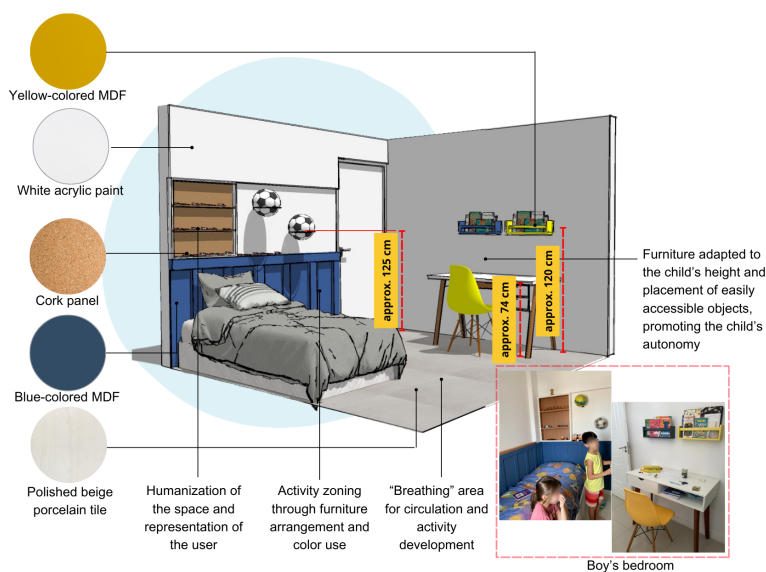 Yellow-colored MDF
White acrylic paint
Cork panel
Blue-colored MDF
Polished beige
porcelain tile
approx. 125 cm
approx. 74 cm
approx. 120 cm
Furniture adapted to
the child’s height and
placement of easily
accessible objects,
promoting the child’s
autonomy
Humanization of
the space and
representation of
the user
Activity zoning
through furniture
arrangement and
color use
“Breathing” area
for circulation and
activity
development
Boy's bedroom